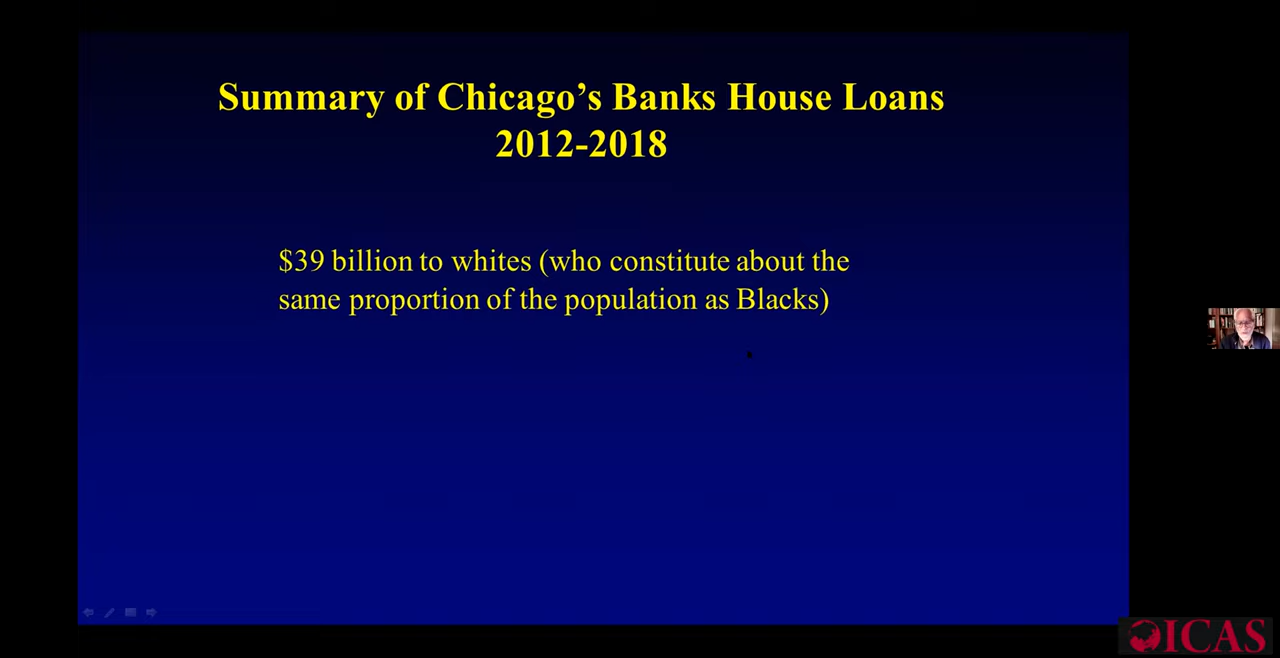 Summary of Chicago’s Banks House Loans
2012-2018
$39 billion to whites (who constitute about the
same proportion of the population as Blacks)
ICAS